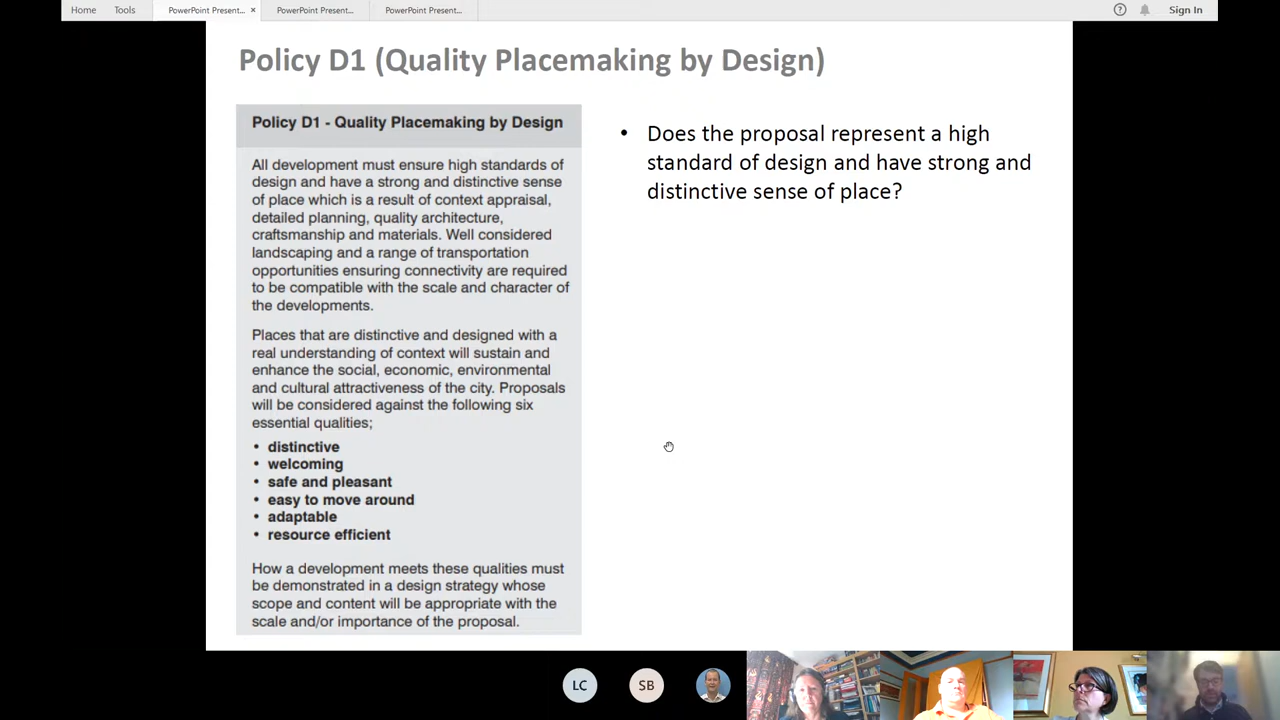 Home Tools PowerPoint Present... × PowerPoint Present... PowerPoint Present... Sign In
Policy D1 (Quality Placemaking by Design)
Policy D1 - Quality Placemaking by Design
All development must ensure high standards of
design and have a strong and distinctive sense
of place which is a result of context appraisal,
detailed planning, quality architecture,
craftsmanship and materials. Well considered
landscaping and a range of transportation
opportunities ensuring connectivity are required
to be compatible with the scale and character of
the developments.
Places that are distinctive and designed with a
real understanding of context will sustain and
enhance the social, economic, environmental
and cultural attractiveness of the city. Proposals
will be considered against the following six
essential qualities;
• distinctive
• welcoming
• safe and pleasant
• easy to move around
• adaptable
• resource efficient
How a development meets these qualities must
be demonstrated in a design strategy whose
scope and content will be appropriate with the
scale and/or importance of the proposal.
• Does the proposal represent a high
standard of design and have strong and
distinctive sense of place?
LC SB